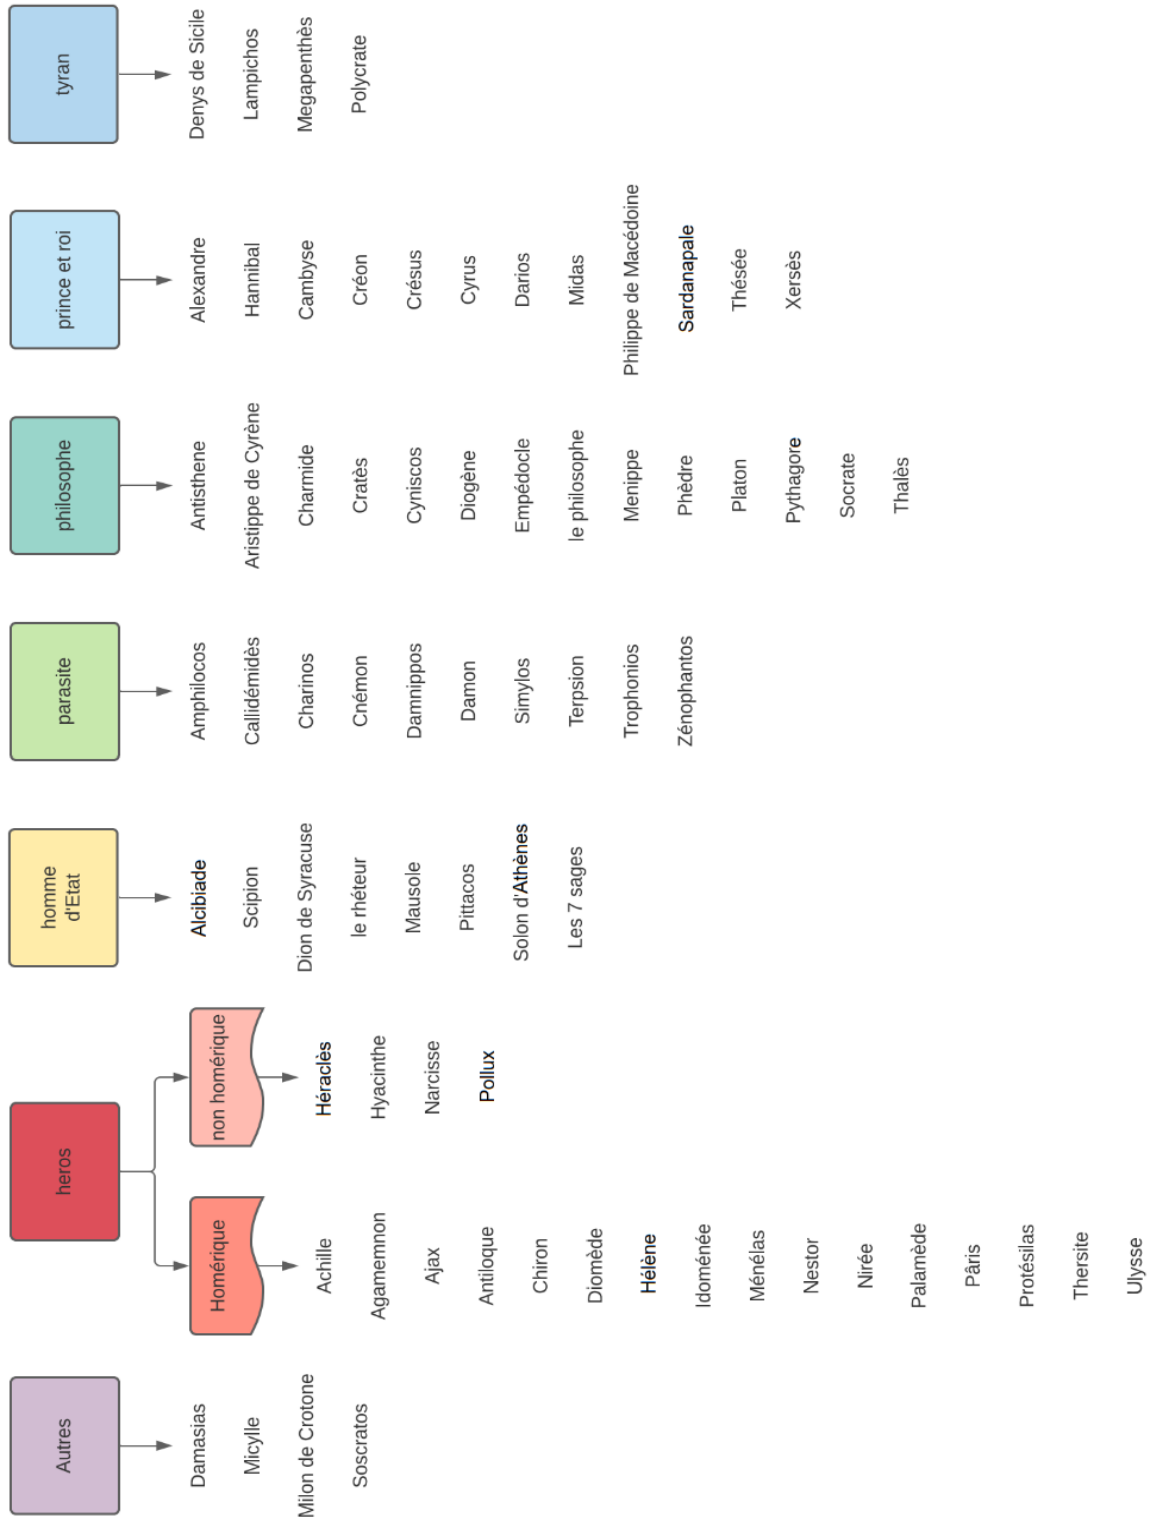 Autres
Damasias
Micylle
Milon de Crotone
Soscratos
heros
Homérique
Achille
Agamemnon
Ajax
Antiloque
Chiron
Diomède
Hélène
Idoménée
Ménélas
Nestor
Nirée
Palamède
Pâris
Protésilas
Thersite
Ulysse
non homérique
Héraclès
Hyacinthe
Narcisse
Pollux
homme
d'Etat
Alcibiade
Scipion
Dion de Syracuse
le rhéteur
Mausole
Pittacos
Solon d'Athènes
Les 7 sages
parasite
Amphilocos
Callidémidès
Charinos
Cnémon
Damnippos
Damon
Simylos
Terpsion
Trophonios
Zénophantos
philosophe
Antisthene
Aristippe de Cyrène
Charmide
Cratès
Cyniscos
Diogène
Empédocle
le philosophe
Menippe
Phèdre
Platon
Pythagore
Socrate
Thalès
prince et roi
Alexandre
Hannibal
Cambyse
Créon
Crésus
Cyrus
Darios
Midas
Philippe de Macédoine
Sardanapale
Thésée
Xersès
tyran
Denys de Sicile
Lampichos
Megapenthès
Polycrate